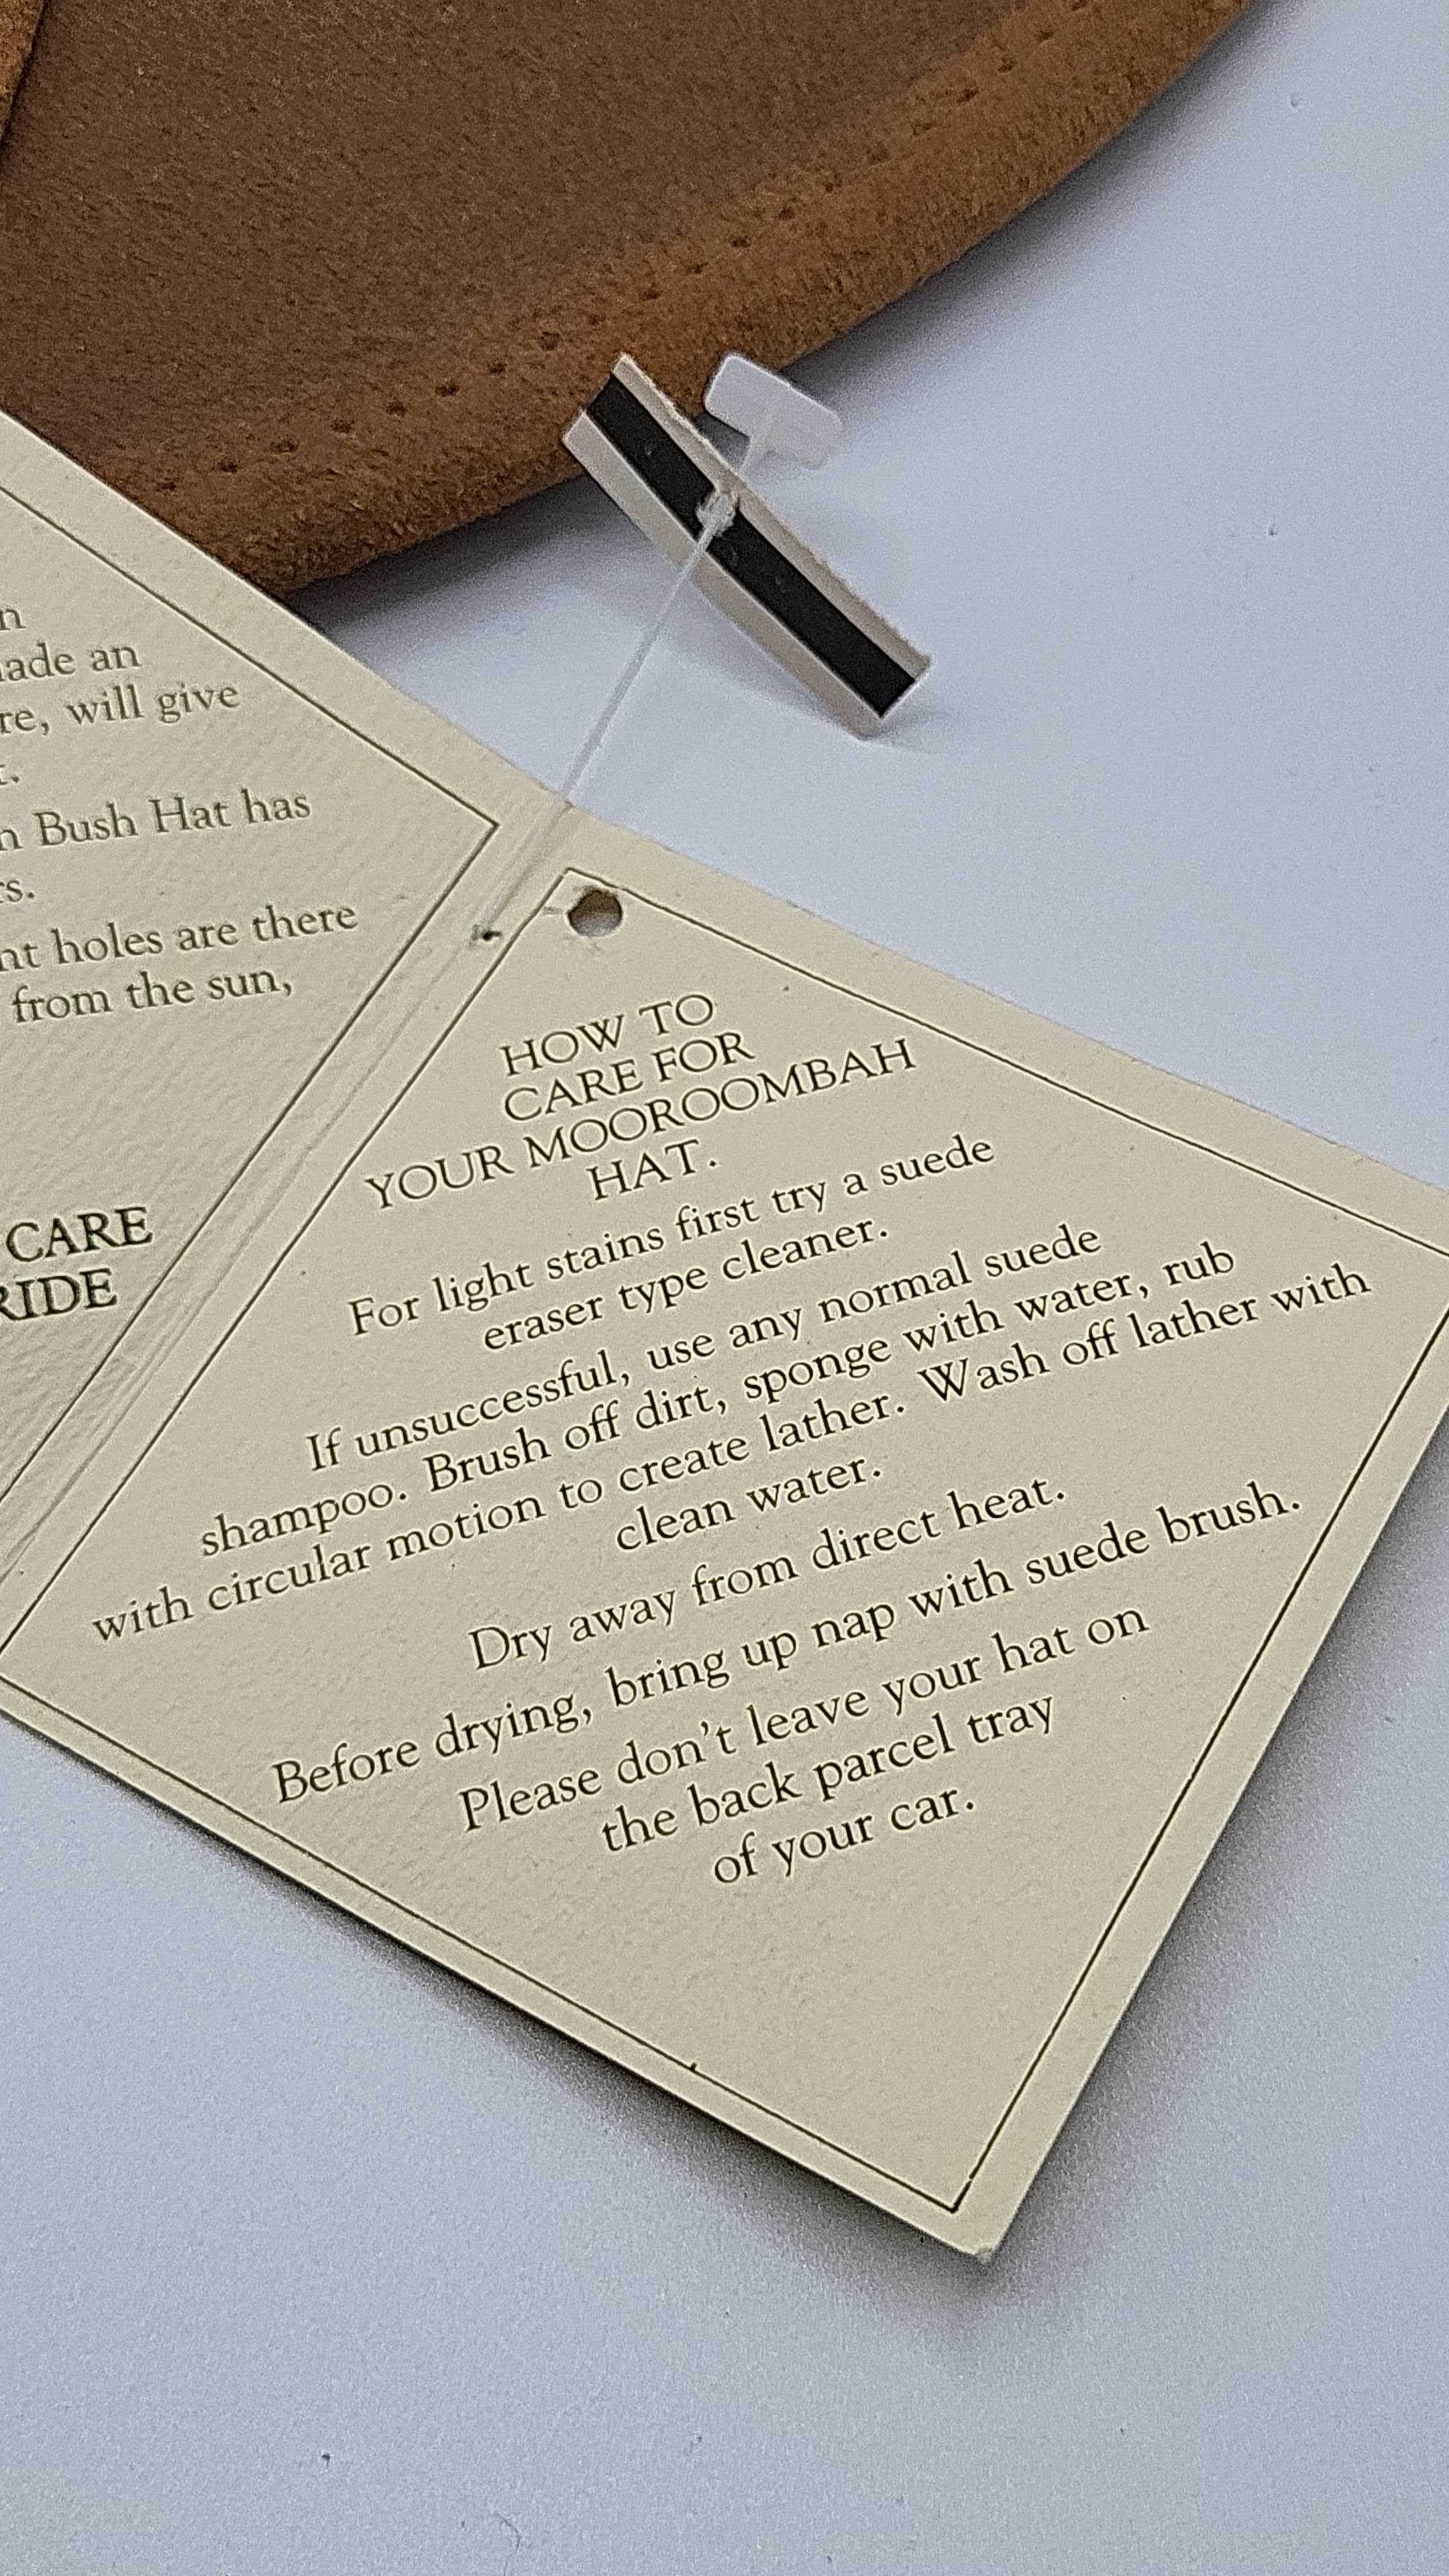 an
will give
Bush Hat has
holes are there
from the sun,
CARE
HOW TO
CARE FOR
YOUR MOOROOMBAH
HAT.
For light stains first try a suede
eraser type cleaner.
If unsuccessful, use any normal suede
shampoo. Brush off dirt, sponge with water, rub
with circular motion to create lather. Wash off lather with
clean water.
Dry away from direct heat.
Before drying, bring up nap with suede brush.
Please don't leave your hat on
the back parcel tray
of your car.